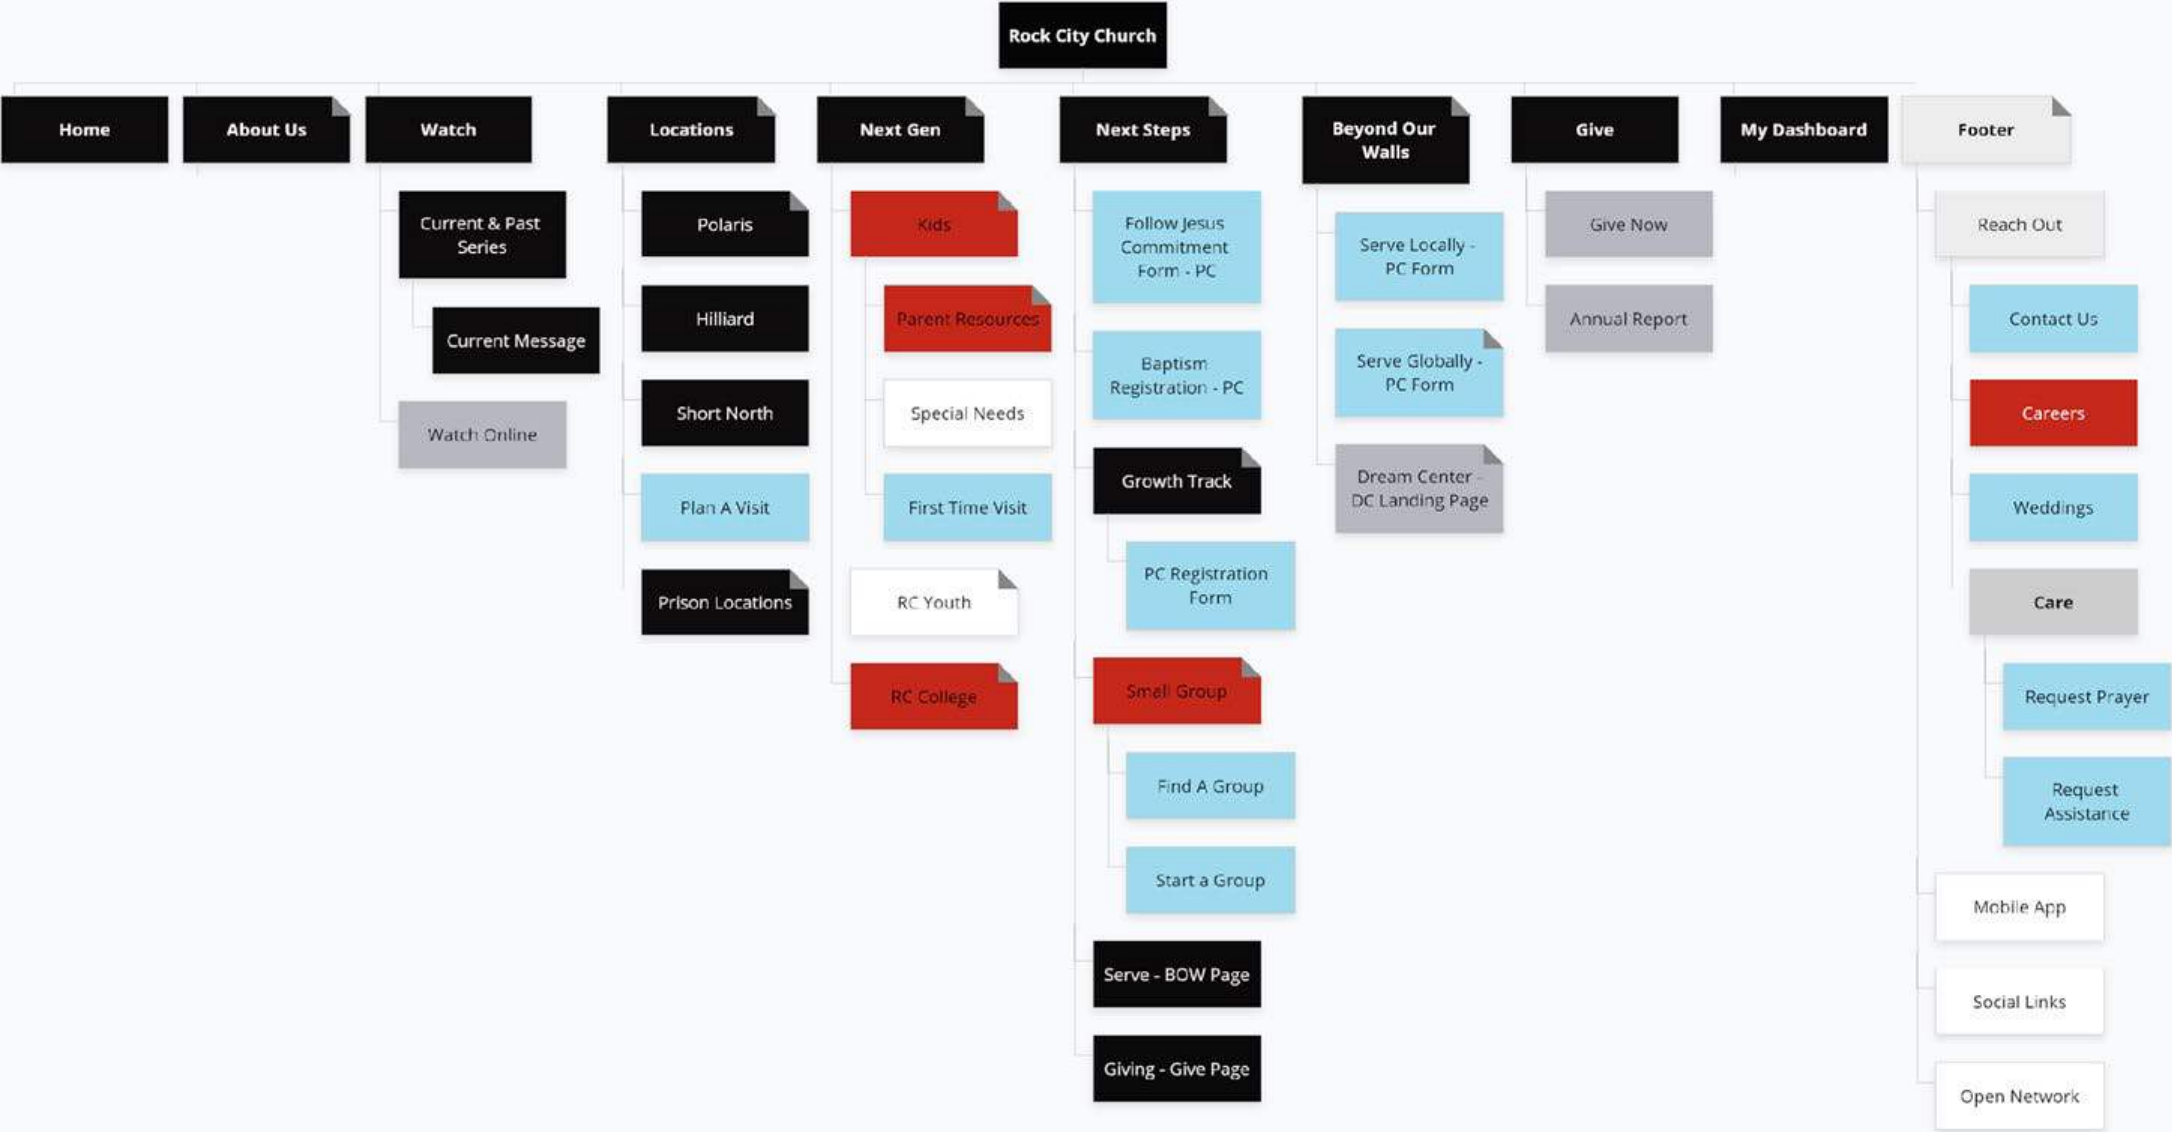 Rock City Church
Home
About Us
Watch
Locations
Next Gen
Next Steps
Beyond Our
Walls
Give
My Dashboard
Footer
Current & Past
Series
Current Message
Watch Online
Polaris
Hilliard
Short North
Plan A Visit
Prison Locations
Kids
Parent Resources
Special Needs
First Time Visit
RC Youth
RC College
Follow Jesus
Commitment
Form - PC
Baptism
Registration - PC
Growth Track
PC Registration
Form
Small Group
Find A Group
Start a Group
Serve - BOW Page
Giving - Give Page
Serve Locally -
PC Form
Serve Globally -
PC Form
Dream Center -
DC Landing Page
Give Now
Annual Report
Reach Out
Contact Us
Careers
Weddings
Care
Request Prayer
Request
Assistance
Mobile App
Social Links
Open Network